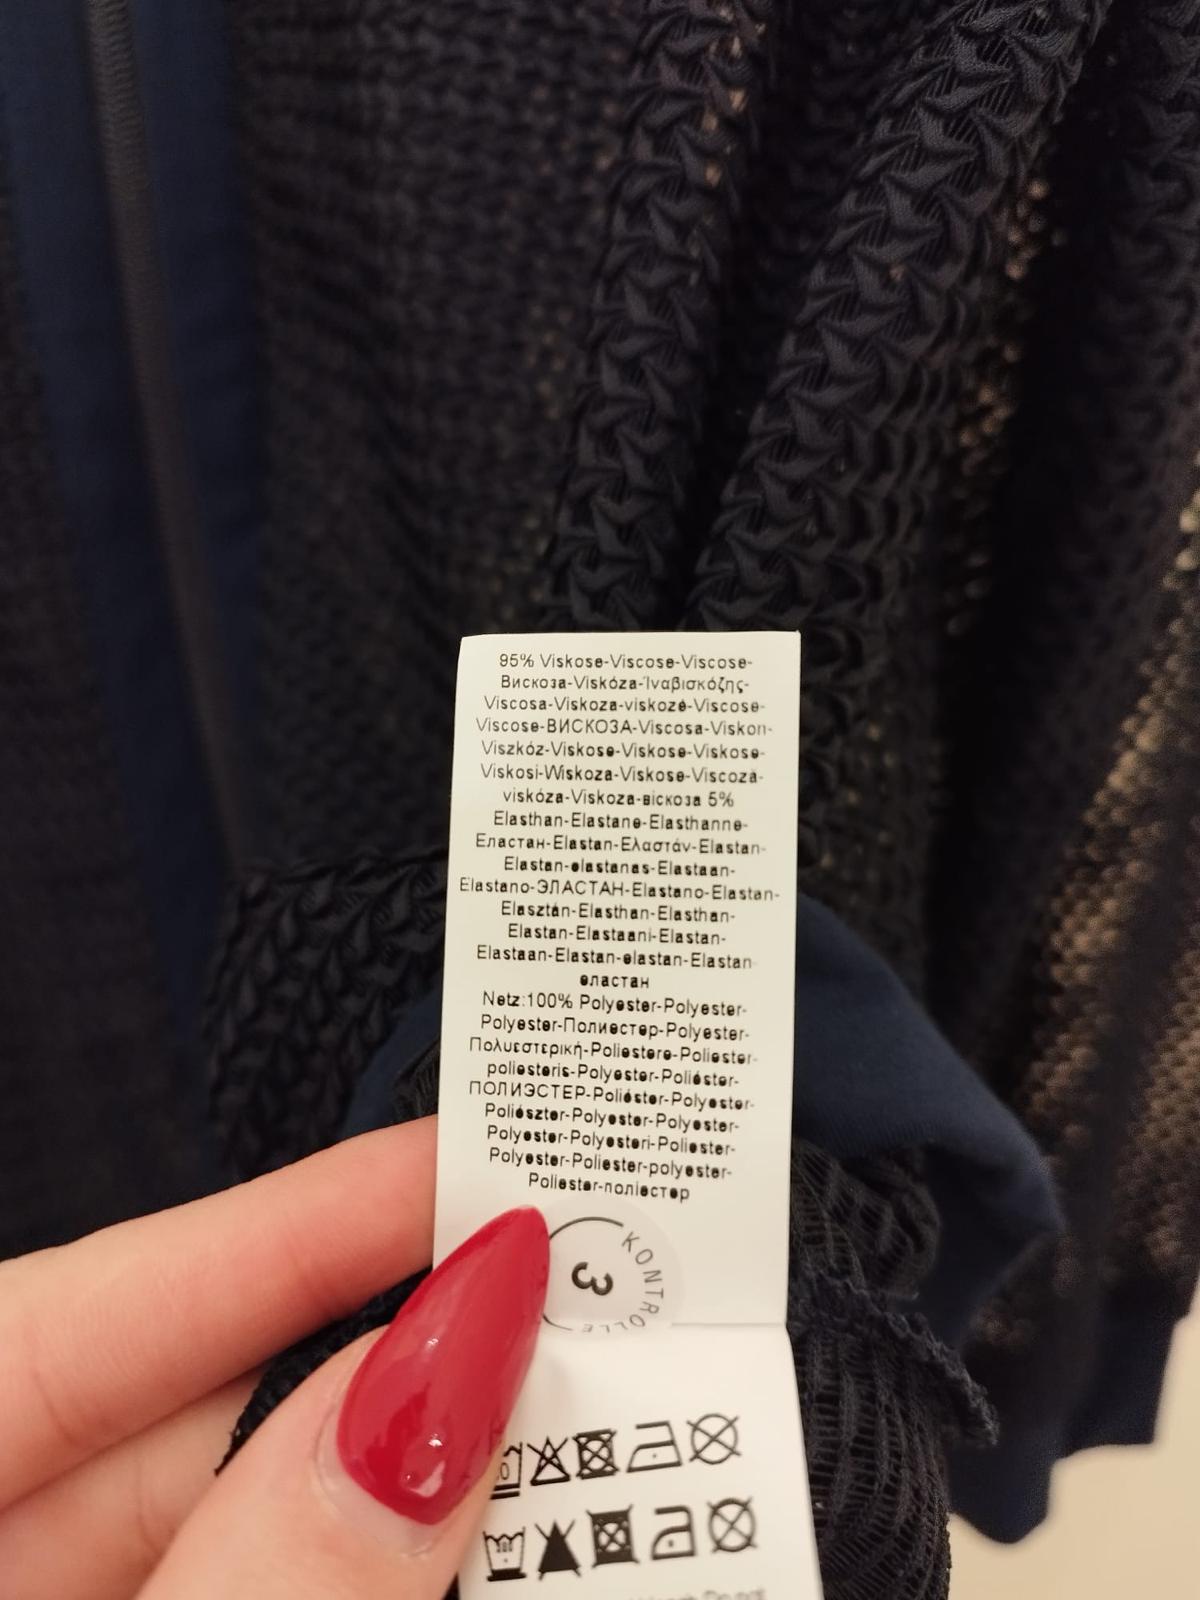 95% Viskose-Viscose-Viscose-
Вискоза-Viskóza-Ίναβισκόζης-
Viscosa-Viskoza-viskozė-Viscose-
Viscose-ВИСКОЗА-Viscosa-Viskon-
Viszkóz-Viskose-Viskose-Viskose-
Viskosi-Wiskoza-Viskose-Viscoză-
viskóza-Viskoza-віскоза 5%
Elasthan-Elastane-Elasthanne-
Еластан-Elastan-Ελαστάν-Elastan-
Elastan-elastanas-Elastaan-
Elastano-ЭЛАСТАН-Elastano-Elastan-
Elasztán-Elasthan-Elasthan-
Elastan-Elastaani-Elastan-
Elastaan-Elastan-elastan-Elastan-
еластан
Netz:100% Polyester-Polyester-
Polyester-Полиестер-Polyester-
Πολυεστερική-Poliestere-Poliester-
poliesteris-Polyester-Poliéster-
ПОЛИЭСТЕР-Poliéster-Polyester-
Poliészter-Polyester-Polyester-
Polyester-Polyesteri-Poliester-
Polyester-Poliester-polyester-
Poliester-поліестер
KONTROLLE
3